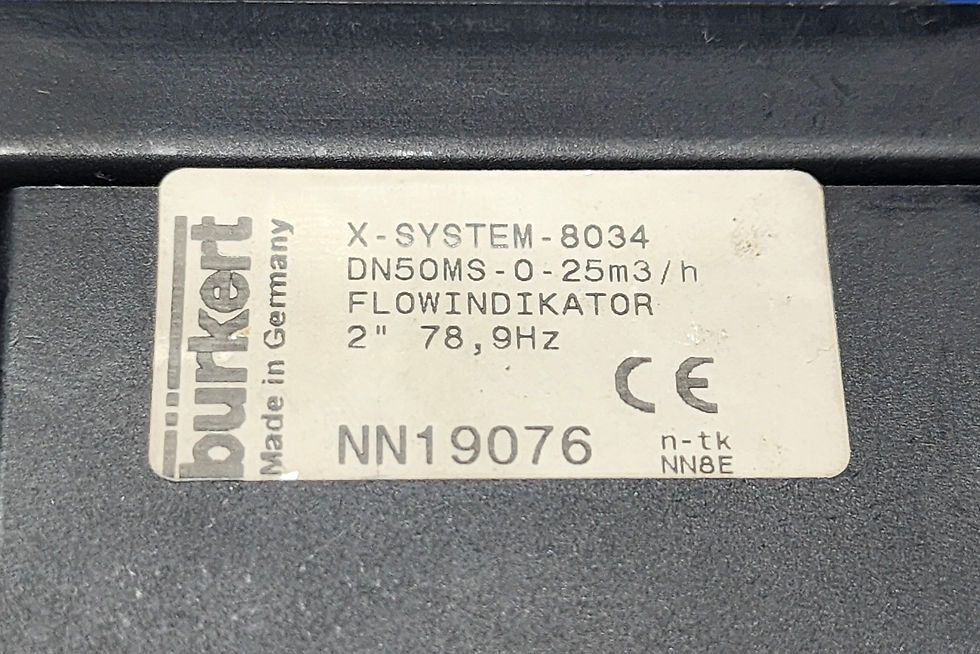 bürkert
Made in Germany
X-SYSTEM-8034
DN50MS-0-25m3/h
FLOWINDIKATOR
2" 78,9Hz
CE
NN19076
n-tk
NN8E